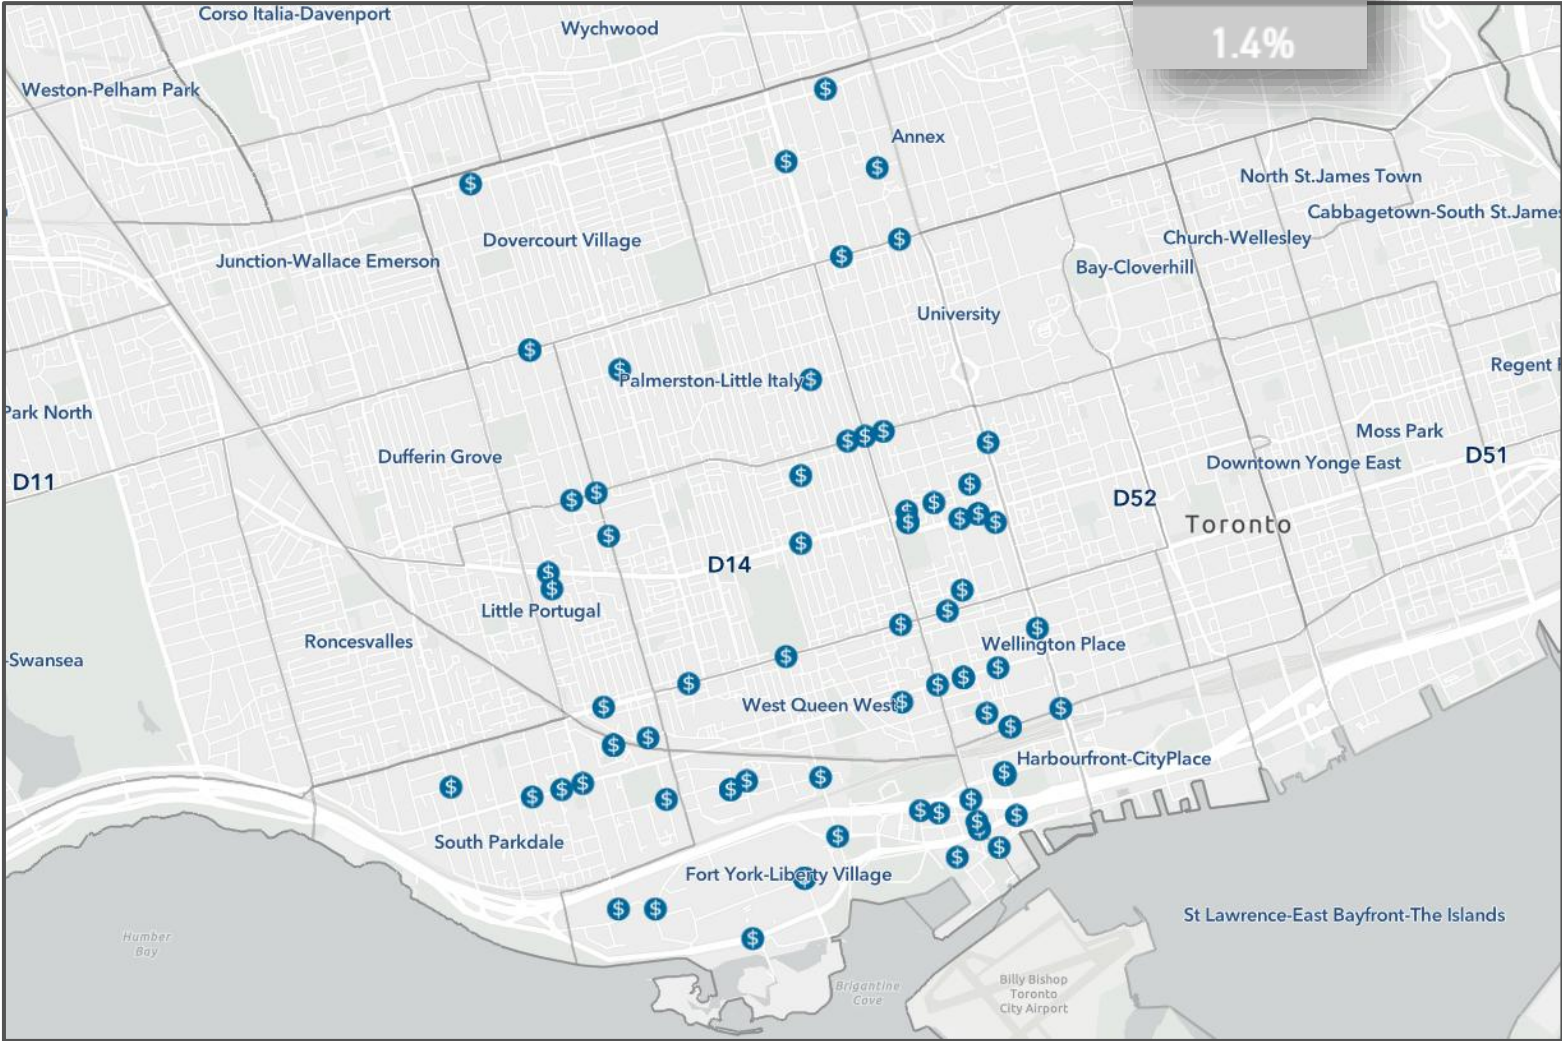 Corso Italia-Davenport
Wychwood
1.4%
Weston-Pelham Park
Annex
North St.James Town
Cabbagetown-South St.James
Church-Wellesley
Dovercourt Village
Junction-Wallace Emerson
Bay-Cloverhill
University
Regent
Palmerston-Little Italy
Park North
Moss Park
Dufferin Grove
Downtown Yonge East
D51
D11
D52
Toronto
D14
Little Portugal
Roncesvalles
Wellington Place
-Swansea
West Queen West
Harbourfront-CityPlace
South Parkdale
Fort York-Liberty Village
St Lawrence-East Bayfront-The Islands
Humber
Bay
Brigantine
Cove
Billy Bishop
Toronto
City Airport